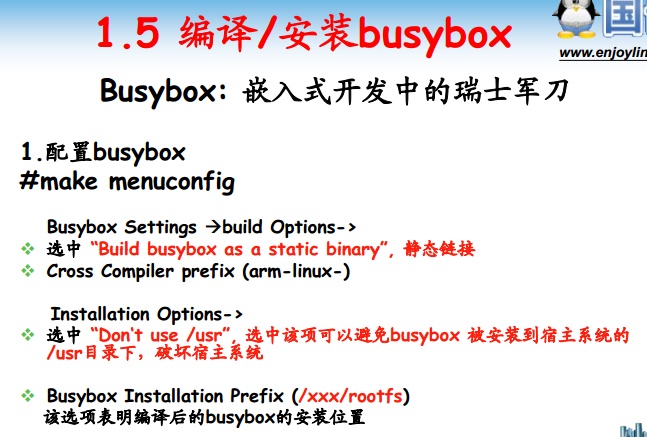 1.5 编译/安装busybox
国
www.enjoylin
Busybox: 嵌入式开发中的瑞士军刀
1.配置busybox
#make menuconfig
Busybox Settings →build Options->
❖ 选中 “Build busybox as a static binary”, 静态链接
❖ Cross Compiler prefix (arm-linux-)
Installation Options->
❖ 选中 “Don't use /usr”, 选中该项可以避免busybox 被安装到宿主系统的
/usr目录下，破坏宿主系统
❖ Busybox Installation Prefix (/xxx/rootfs)
该选项表明编译后的busybox的安装位置